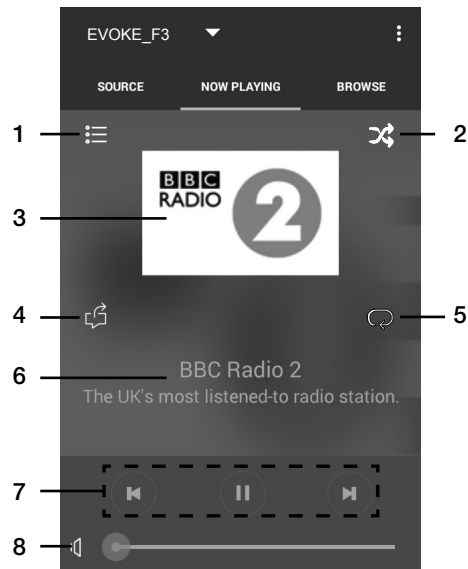 EVOKE_F3
SOURCE NOW PLAYING BROWSE
1
2
BBC
RADIO
2
3
4
5
6
BBC Radio 2
The UK's most listened-to radio station.
7
8